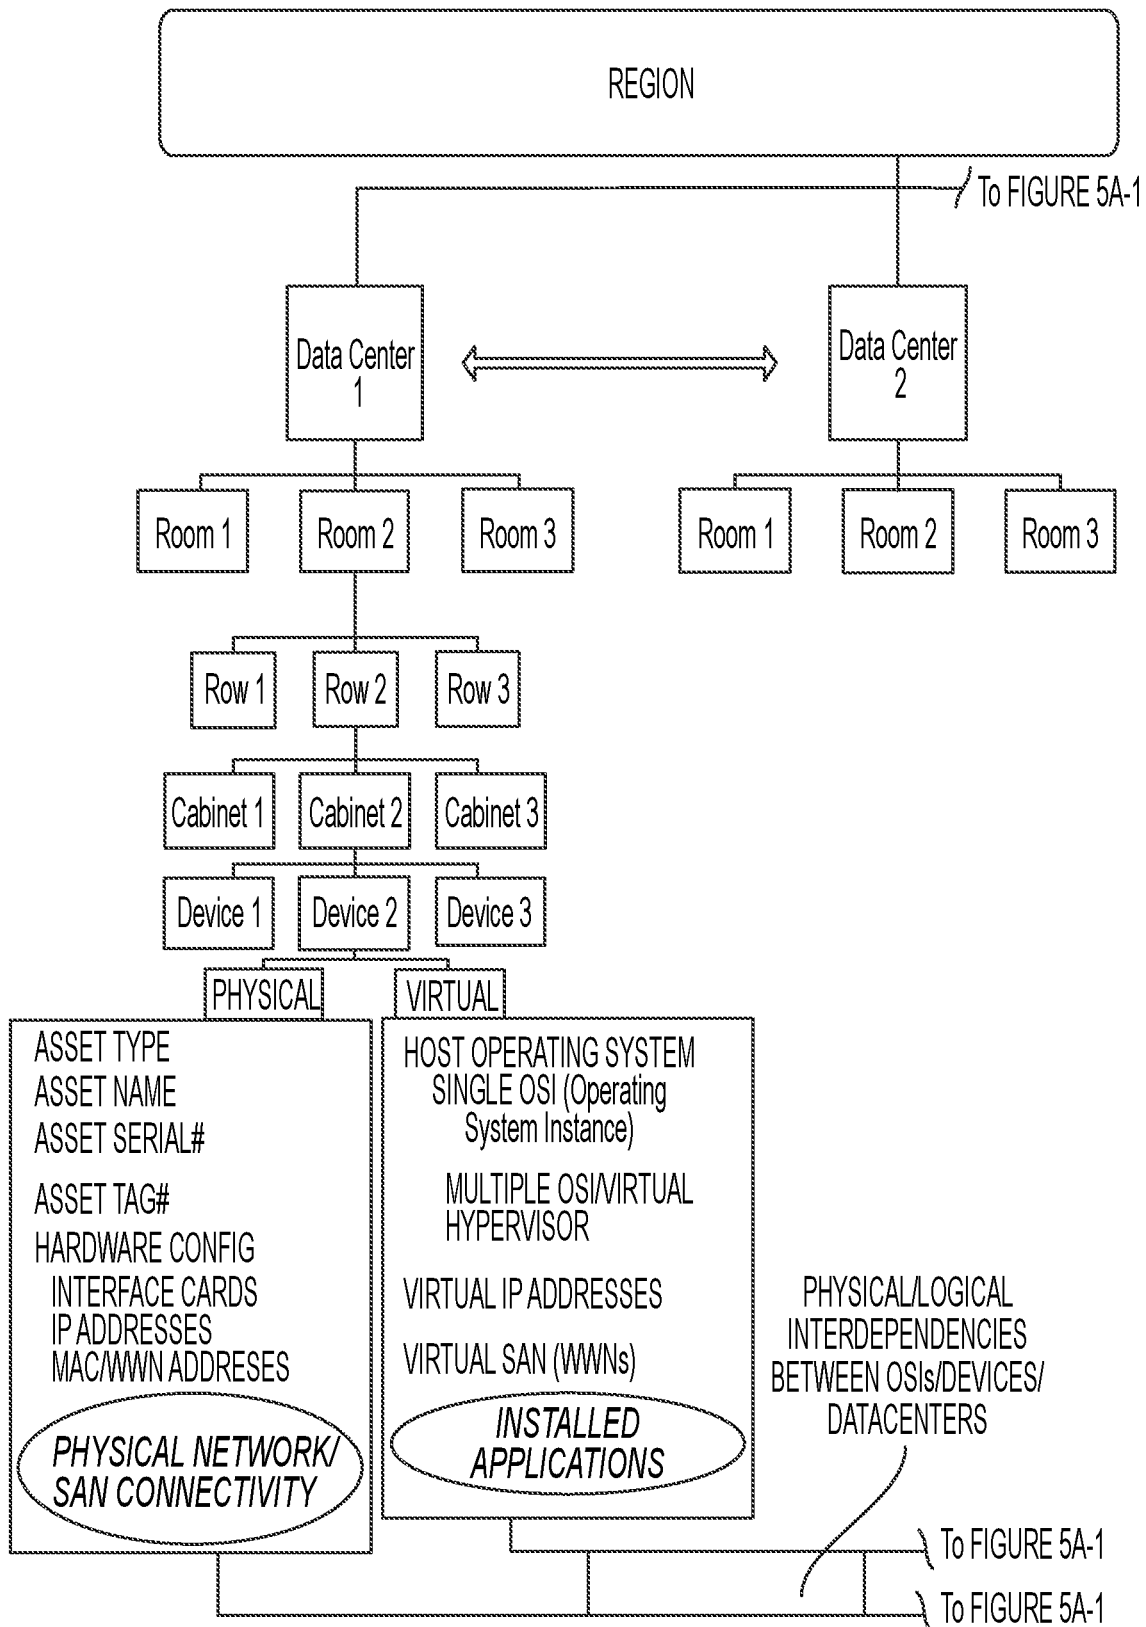 REGION
To FIGURE 5A-1
Data Center
1
Data Center
2
Room 1
Room 2
Room 3
Room 1
Room 2
Room 3
Row 1
Row 2
Row 3
Cabinet 1
Cabinet 2
Cabinet 3
Device 1
Device 2
Device 3
PHYSICAL
ASSET TYPE
ASSET NAME
ASSET SERIAL#
ASSET TAG#
HARDWARE CONFIG
INTERFACE CARDS
IP ADDRESSES
MAC/WWN ADDRESES
PHYSICAL NETWORK/
SAN CONNECTIVITY
VIRTUAL
HOST OPERATING SYSTEM
SINGLE OSI (Operating
System Instance)
MULTIPLE OSI/VIRTUAL
HYPERVISOR
VIRTUAL IP ADDRESSES
VIRTUAL SAN (WWNs)
INSTALLED
APPLICATIONS
PHYSICAL/LOGICAL
INTERDEPENDENCIES
BETWEEN OSIs/DEVICES/
DATACENTERS
To FIGURE 5A-1
To FIGURE 5A-1